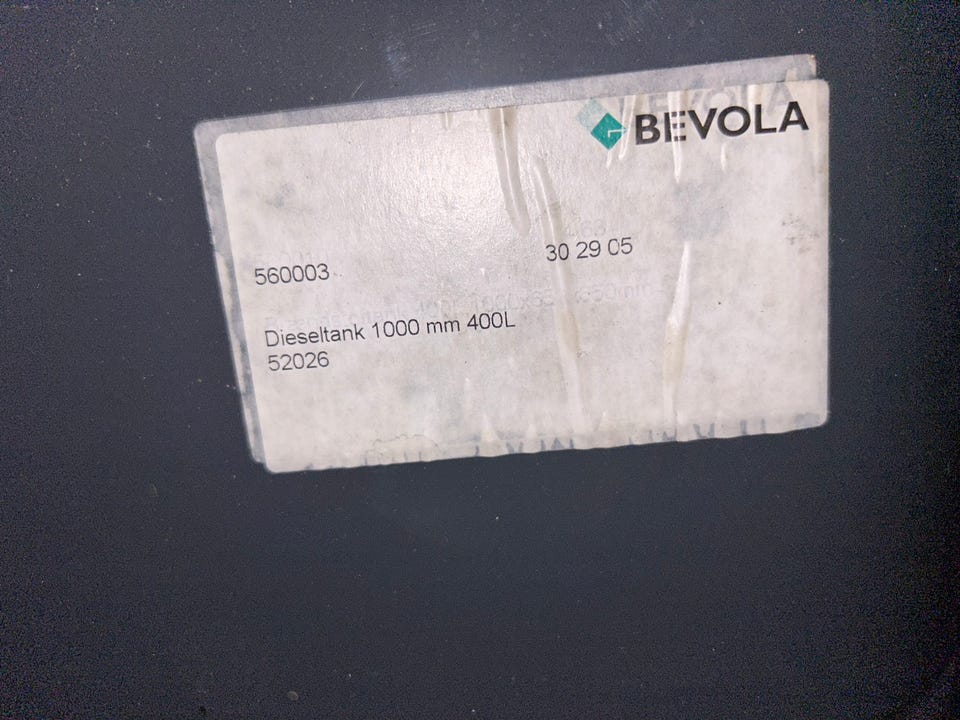 BEVOLA
560003
30 29 05
Dieseltank 1000 mm 400L
52026